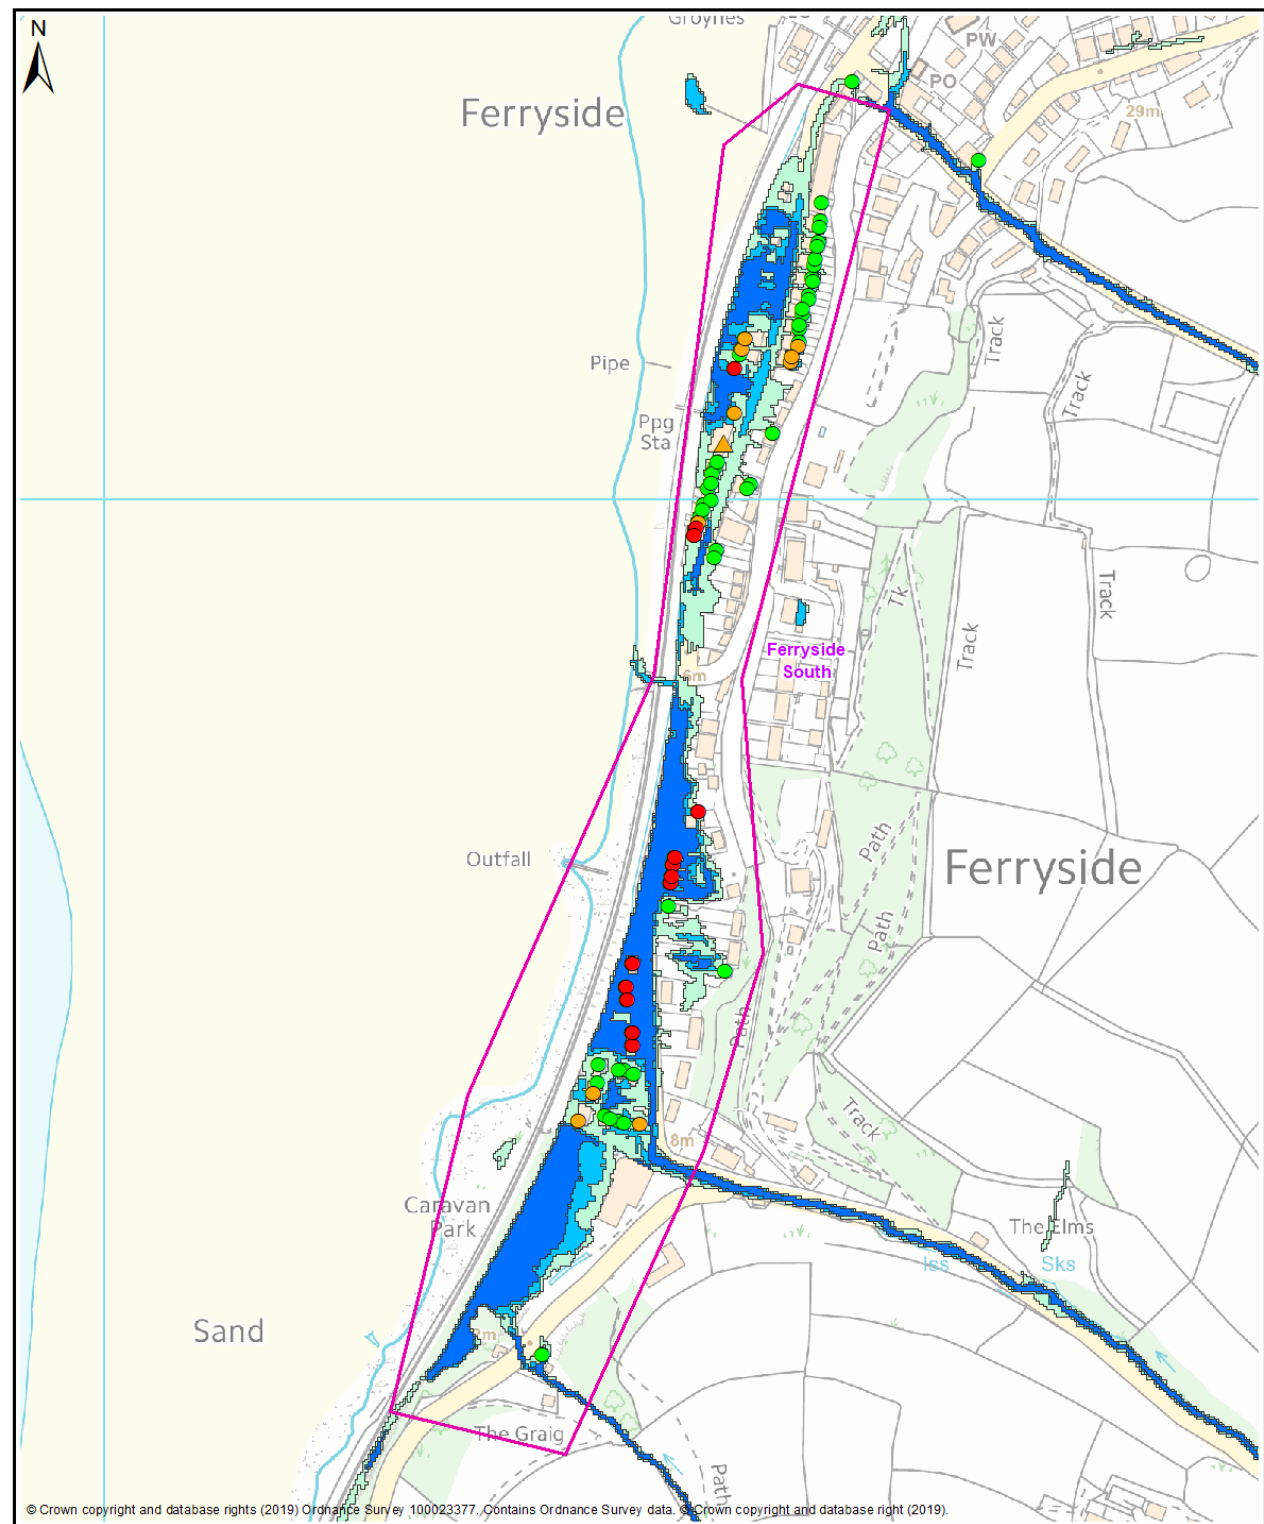 N
Groynes
PW
PO
29m
Ferryside
Track
Track
Pipe
Ppg
Sta
Tk
Track
Track
Ferryside
South
6m
Outfall
Path
Ferryside
Path
Path
Track
8m
Caravan
Park
The Elms
Iss
Sks
Sand
The Graig
Path
© Crown copyright and database rights (2019) Ordnance Survey 100023377. Contains Ordnance Survey data. © Crown copyright and database right (2019).